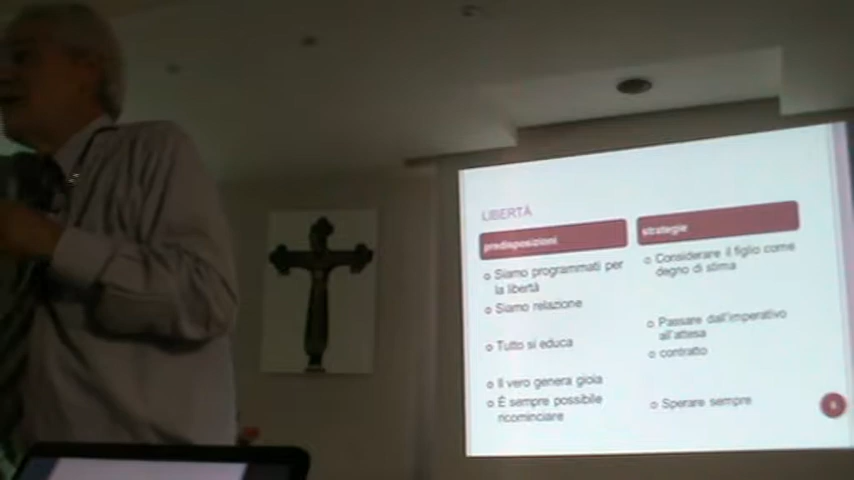 LIBERTÀ
predisposizioni
strategie
Siamo programmati per
la libertà
Siamo relazione
Tutto si educa
Il vero genera gioia
È sempre possibile
ricominciare
Considerare il figlio come
degno di stima
Passare dall'imperativo
all'attesa
contratto
Sperare sempre